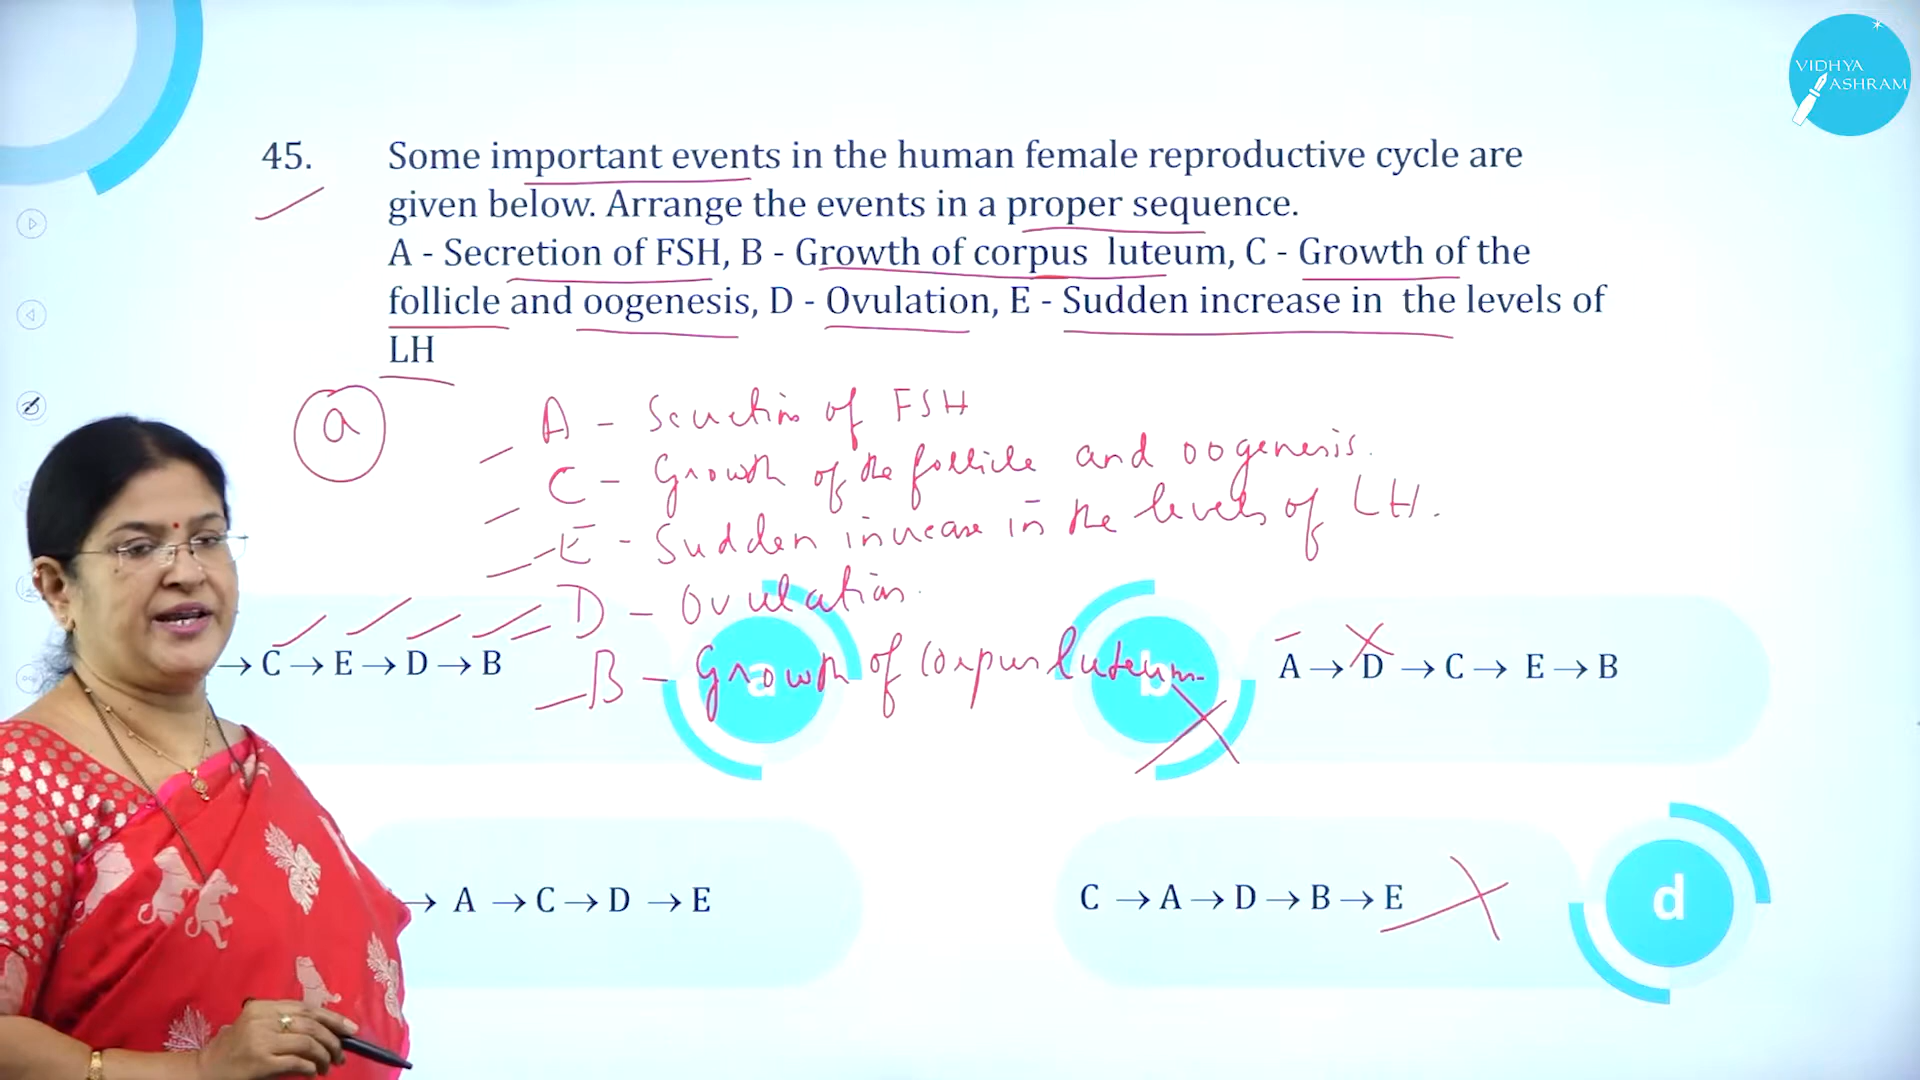 VIDHYA
ASHRAM
45. Some important events in the human female reproductive cycle are
given below. Arrange the events in a proper sequence.
A - Secretion of FSH, B - Growth of corpus luteum, C - Growth of the
follicle and oogenesis, D - Ovulation, E - Sudden increase in the levels of
LH
a
A - Secretion of FSH
C - Growth of the follicle and oogenesis.
E - Sudden increase in the levels of LH.
D - Ovulation.
B - Growth of corpus luteum
→ C → E → D → B
a
b
A → D → C → E → B
→ A → C → D → E
C → A → D → B → E
d